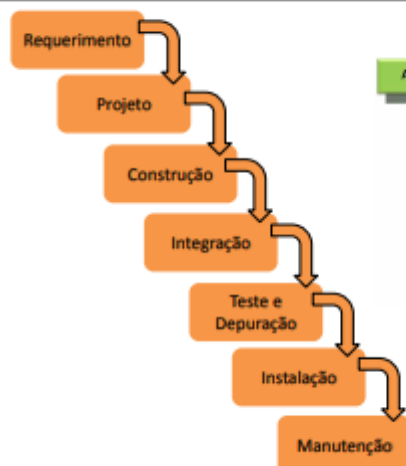 Requerimento
Projeto
Construção
Integração
Teste e
Depuração
Instalação
Manutenção